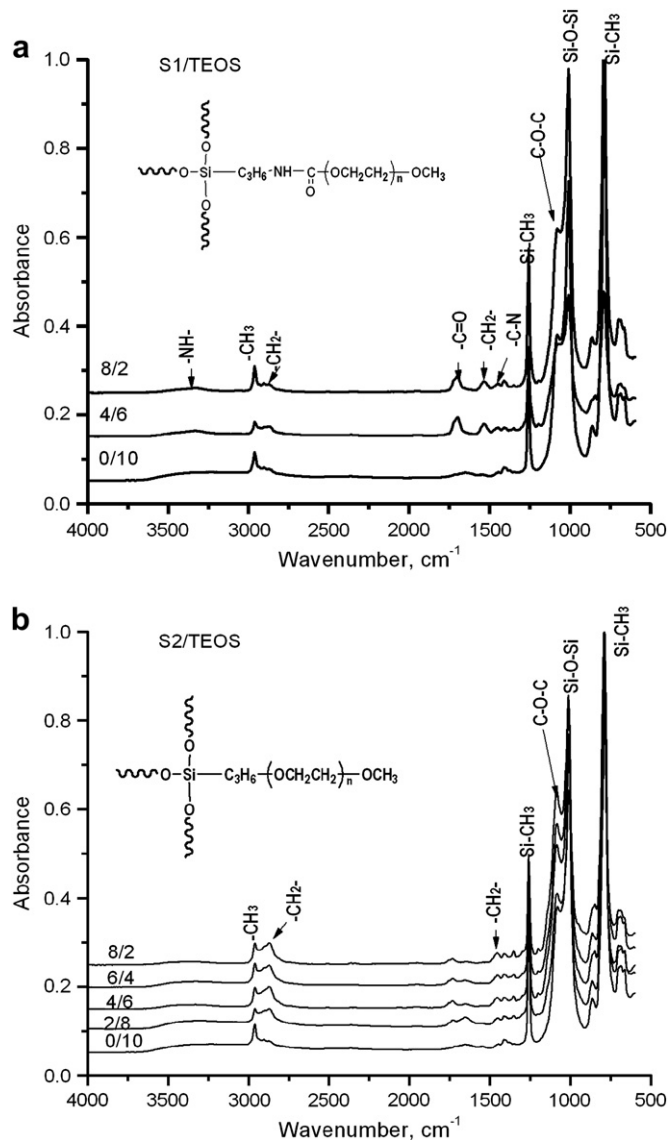 a
S1/TEOS
O
O-Si-C₃H₆-NH-C(OCH₂CH₂)ₙOCH₃
O
O
Absorbance
1.0
0.8
0.6
0.4
0.2
0.0
8/2
4/6
0/10
-NH-
-CH₃
-CH2-
-C=O
-CH₂-
-C-N
Si-CH₃
C-O-C
Si-O-Si
Si-CH₃
4000 3500 3000 2500 2000 1500 1000 500
Wavenumber, cm⁻¹
b
S2/TEOS
O
O-Si-C₃H₆(OCH₂CH₂)ₙOCH₃
O
Absorbance
1.0
0.8
0.6
0.4
0.2
0.0
8/2
6/4
4/6
2/8
0/10
-CH₃
-CH₂-
-CH₂-
Si-CH₃
C-O-C
Si-O-Si
Si-CH₃
4000 3500 3000 2500 2000 1500 1000 500
Wavenumber, cm⁻¹